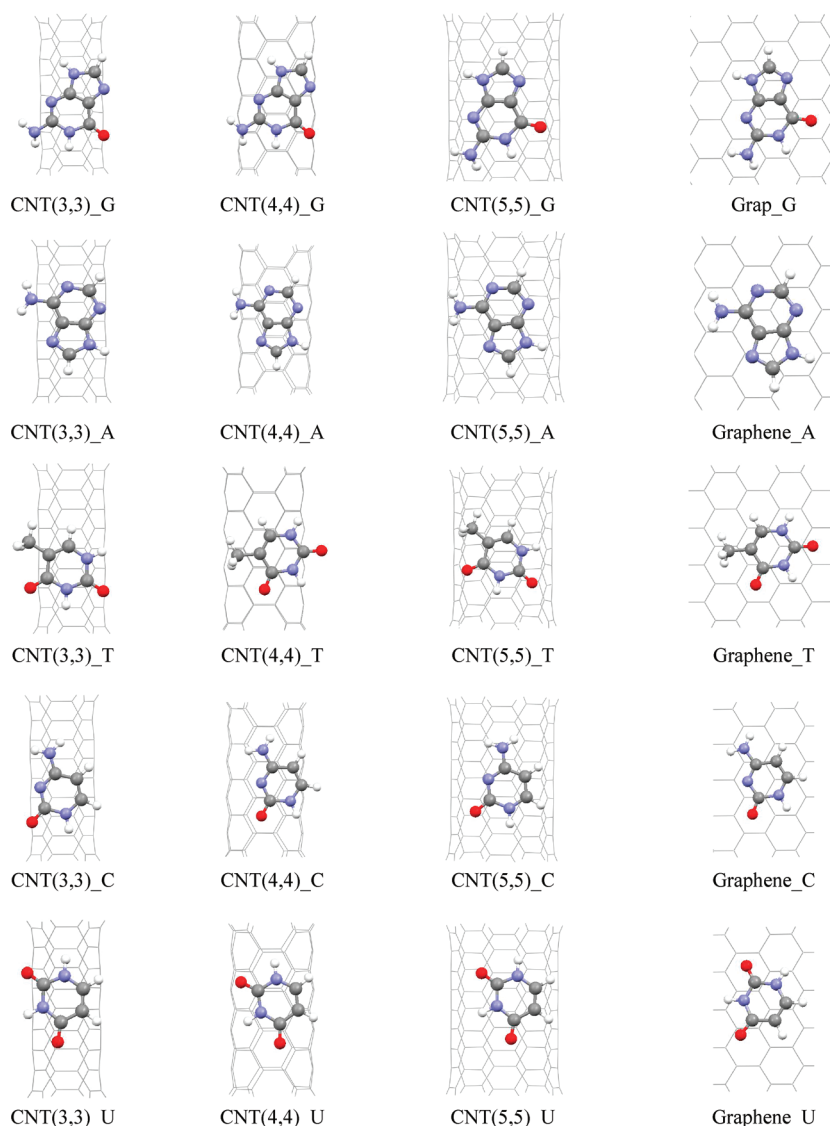 CNT(3,3)_G CNT(4,4)_G CNT(5,5)_G Grap_G
CNT(3,3)_A CNT(4,4)_A CNT(5,5)_A Graphene_A
CNT(3,3)_T CNT(4,4)_T CNT(5,5)_T Graphene_T
CNT(3,3)_C CNT(4,4)_C CNT(5,5)_C Graphene_C
CNT(3,3)_U CNT(4,4)_U CNT(5,5)_U Graphene_U